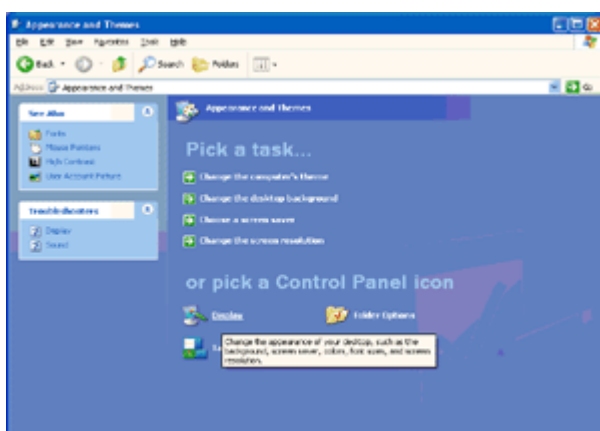 Appearance and Themes
File Edit View Favorites Tools Help
Back Search Folders
Address Appearance and Themes Go
See Also
Fonts
Mouse Pointers
High Contrast
User Account Picture
Troubleshooters
Display
Sound
Appearance and Themes
Pick a task...
Change the computer's theme
Change the desktop background
Choose a screen saver
Change the screen resolution
or pick a Control Panel icon
Display Folder Options
Change the appearance of your desktop, such as the
background, screen saver, colors, font sizes, and screen
resolution.